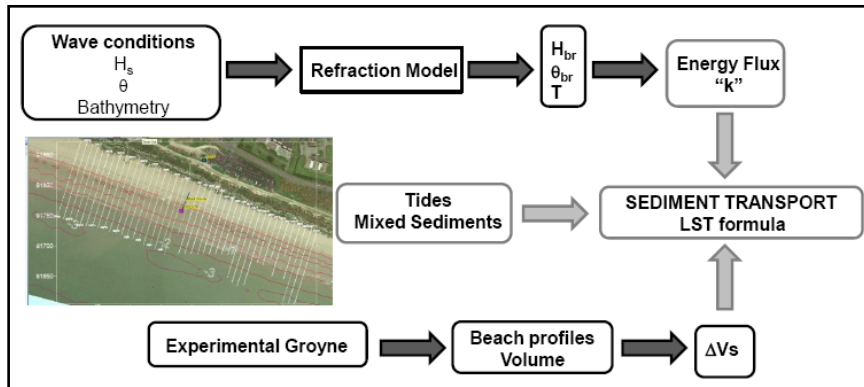 Wave conditions
Hs
θ
Bathymetry
Refraction Model
Hbr
θbr
T
Energy Flux
“k”
Tides
Mixed Sediments
SEDIMENT TRANSPORT
LST formula
Experimental Groyne
Beach profiles
Volume
ΔVs